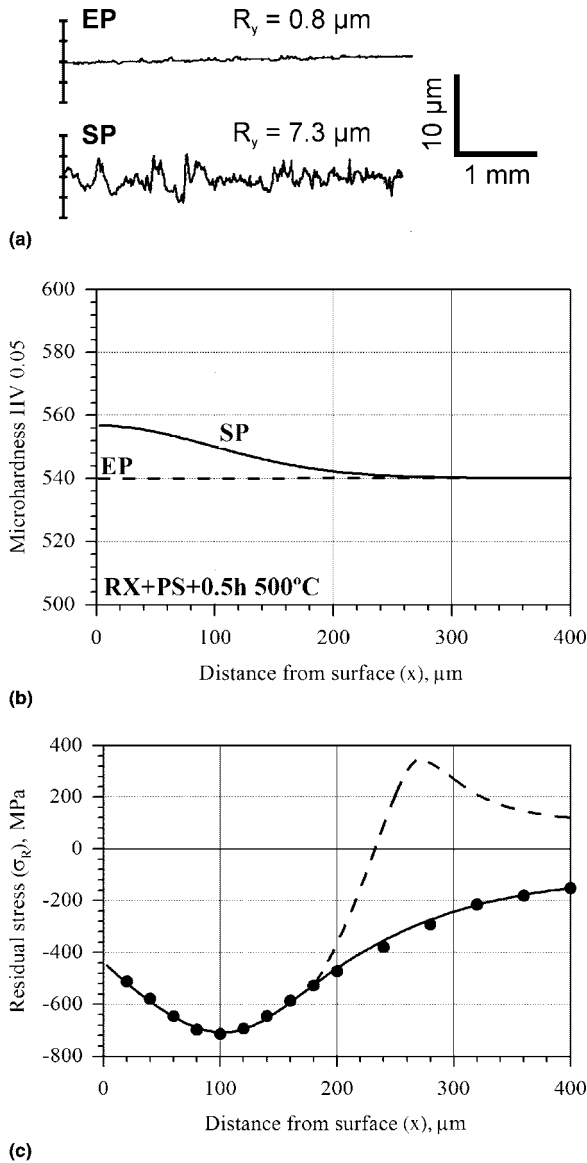 EP
R_y = 0.8 µm
SP
R_y = 7.3 µm
10 µm
1 mm
(a)
Microhardness HV 0.05
600
580
560
540
520
500
SP
EP
RX+PS+0.5h 500ºC
0
100
200
300
400
Distance from surface (x), µm
(b)
Residual stress (σ_R), MPa
400
200
0
-200
-400
-600
-800
0
100
200
300
400
Distance from surface (x), µm
(c)